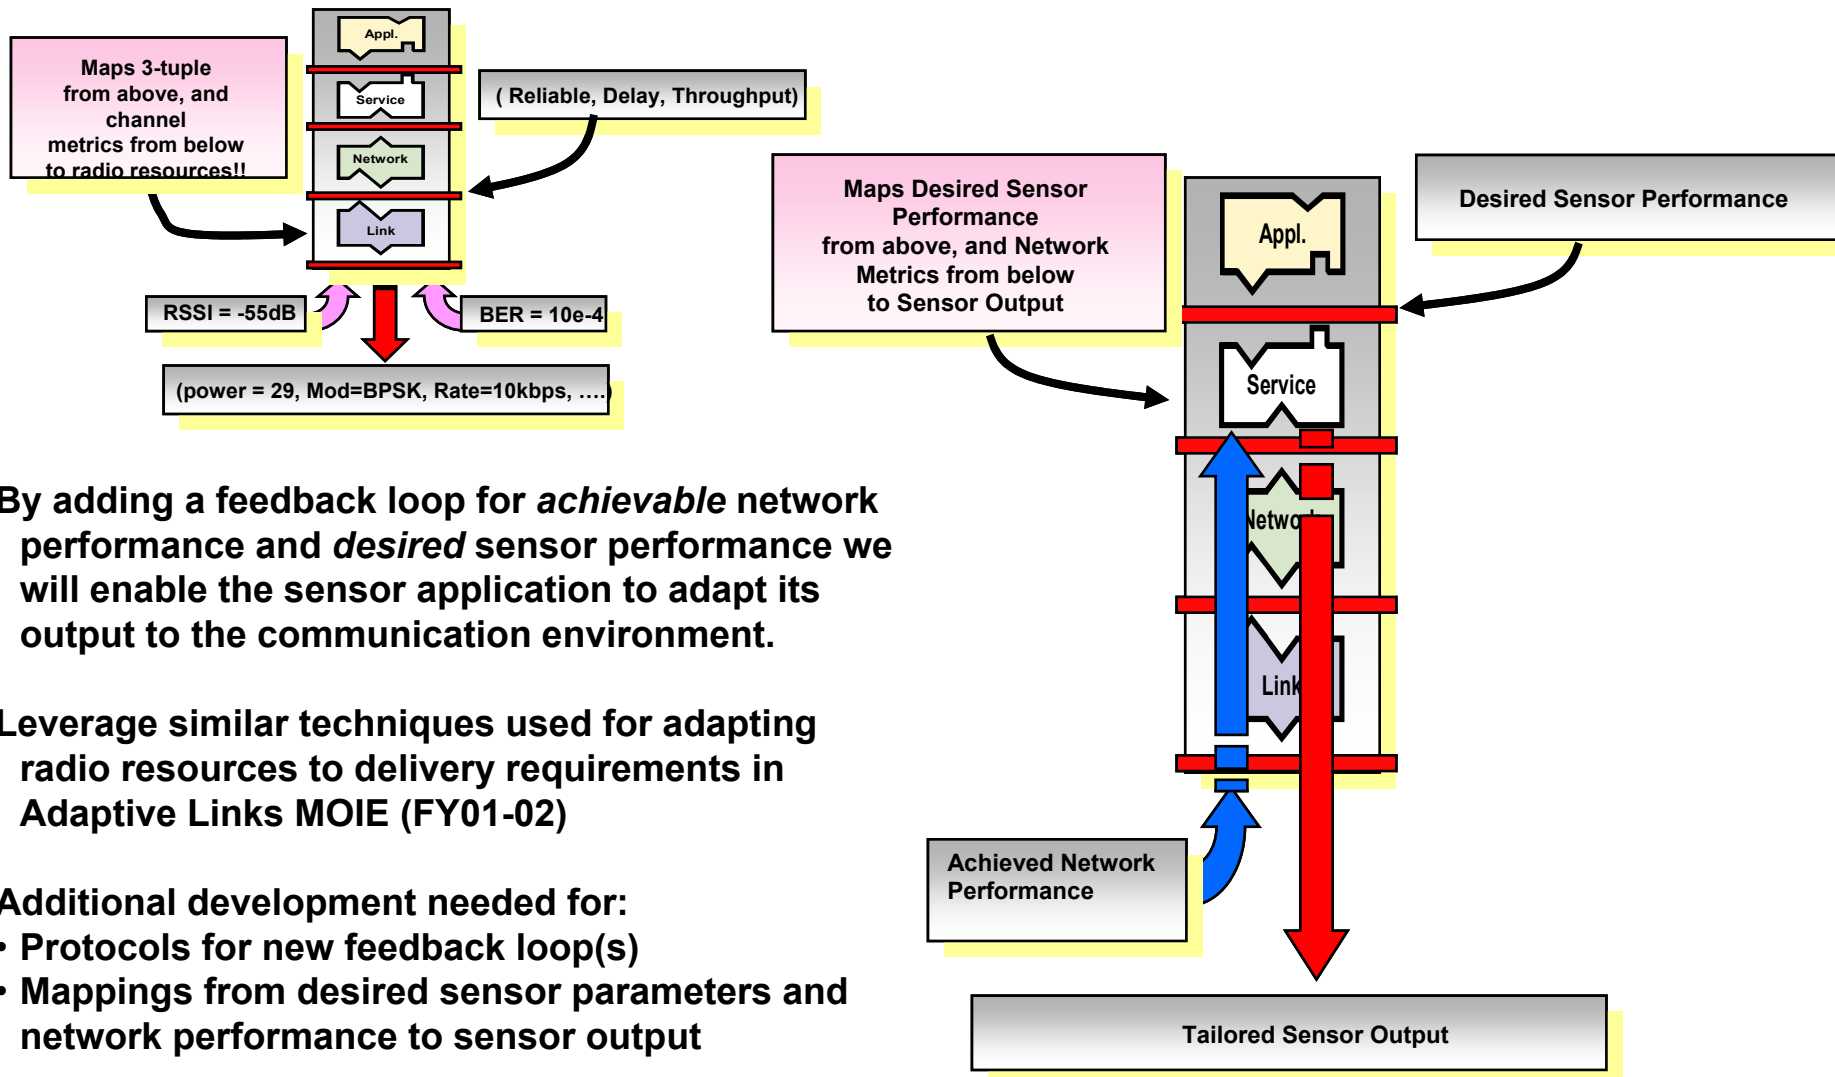 Maps 3-tuple
from above, and
channel
metrics from below
to radio resources!!
Appl.
Service
Network
Link
( Reliable, Delay, Throughput)
RSSI = -55dB
BER = 10e-4
(power = 29, Mod=BPSK, Rate=10kbps, ….)
Maps Desired Sensor
Performance
from above, and Network
Metrics from below
to Sensor Output
Appl.
Service
Netwo
Link
Desired Sensor Performance
Achieved Network
Performance
Tailored Sensor Output
By adding a feedback loop for achievable network
performance and desired sensor performance we
will enable the sensor application to adapt its
output to the communication environment.
Leverage similar techniques used for adapting
radio resources to delivery requirements in
Adaptive Links MOIE (FY01-02)
Additional development needed for:
• Protocols for new feedback loop(s)
• Mappings from desired sensor parameters and
network performance to sensor output